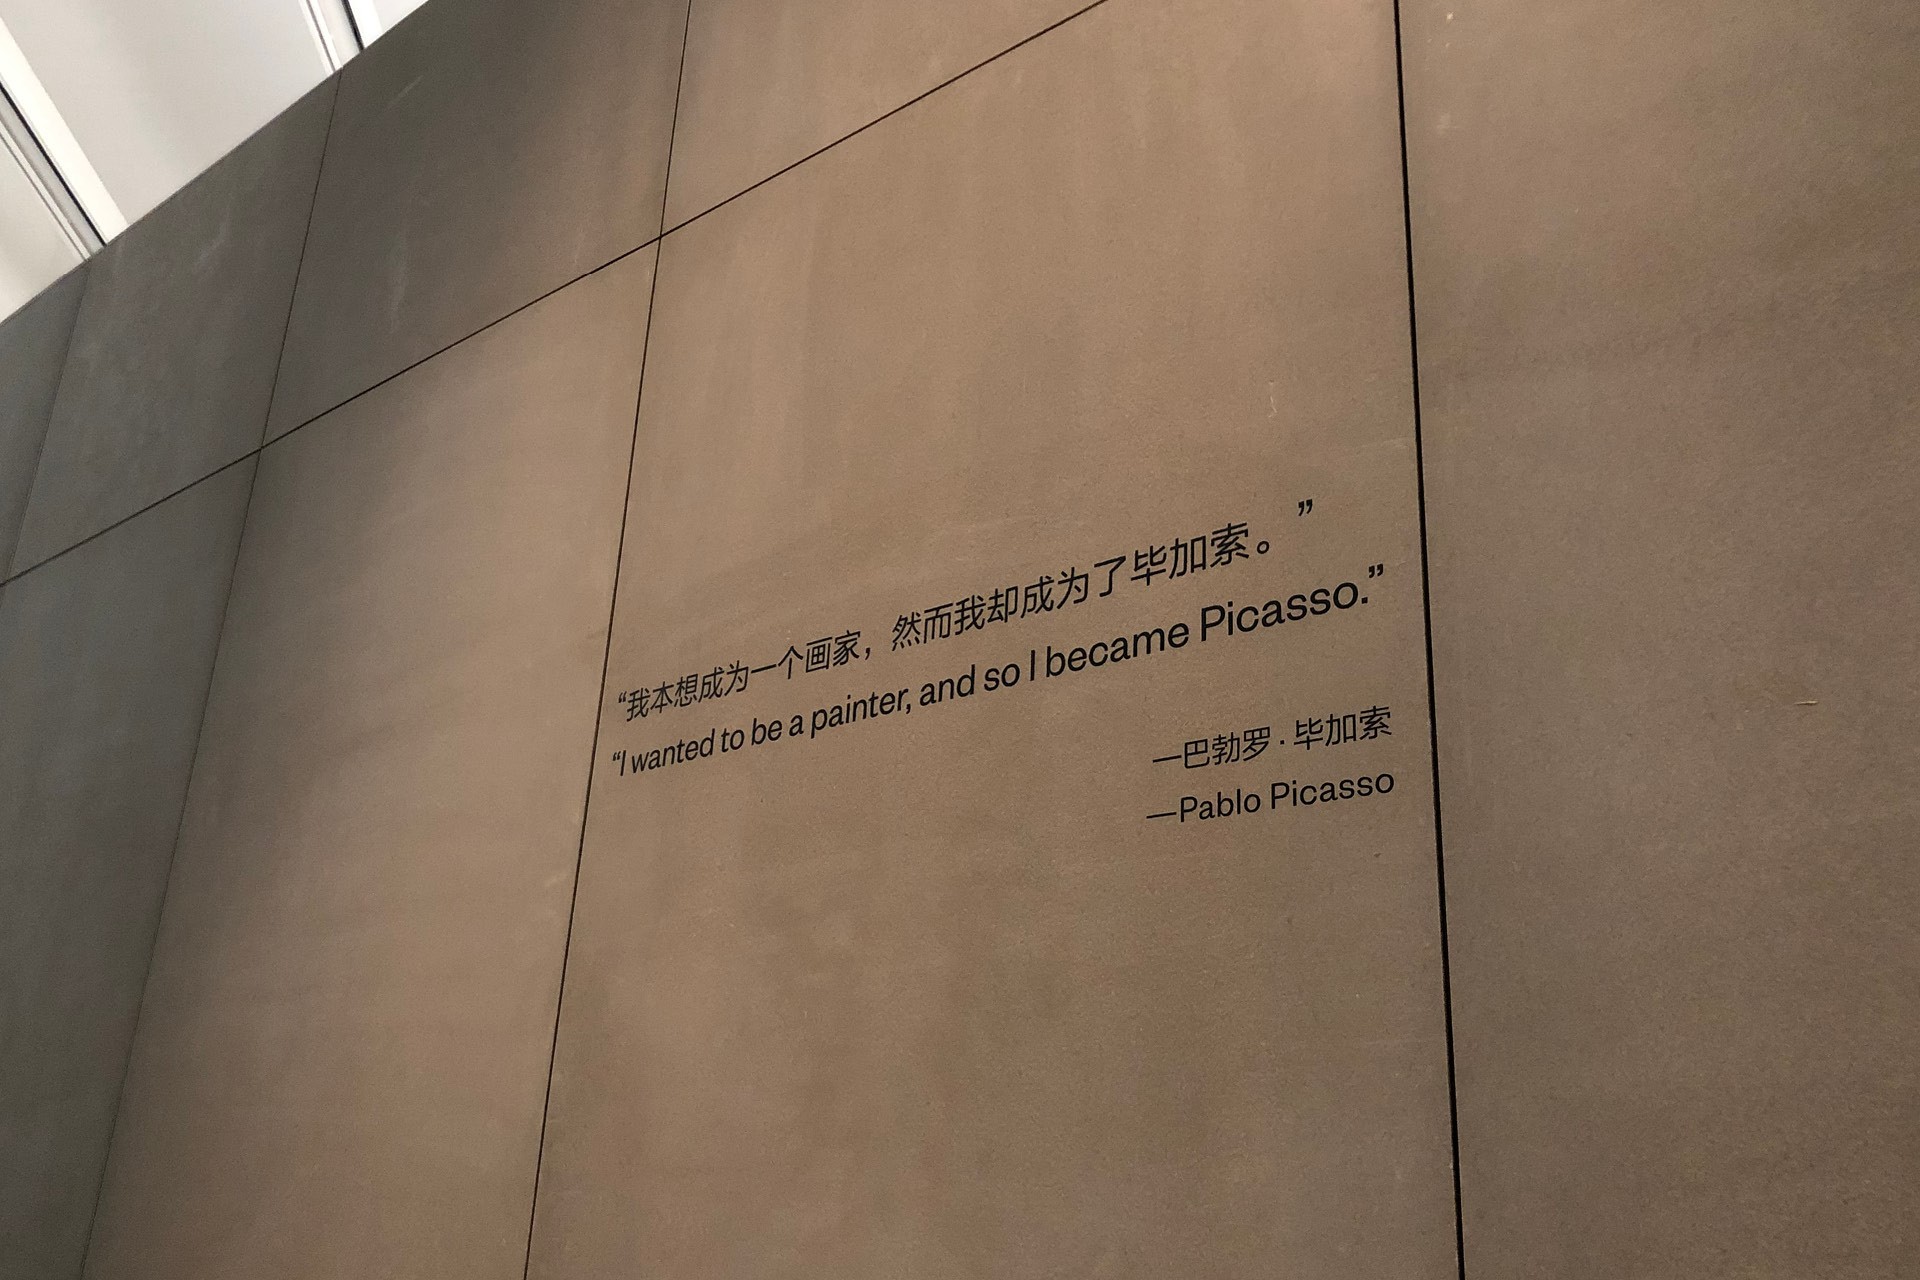 “我本想成为一个画家，然而我却成为了毕加索。”
“I wanted to be a painter, and so I became Picasso.”
—巴勃罗·毕加索
—Pablo Picasso